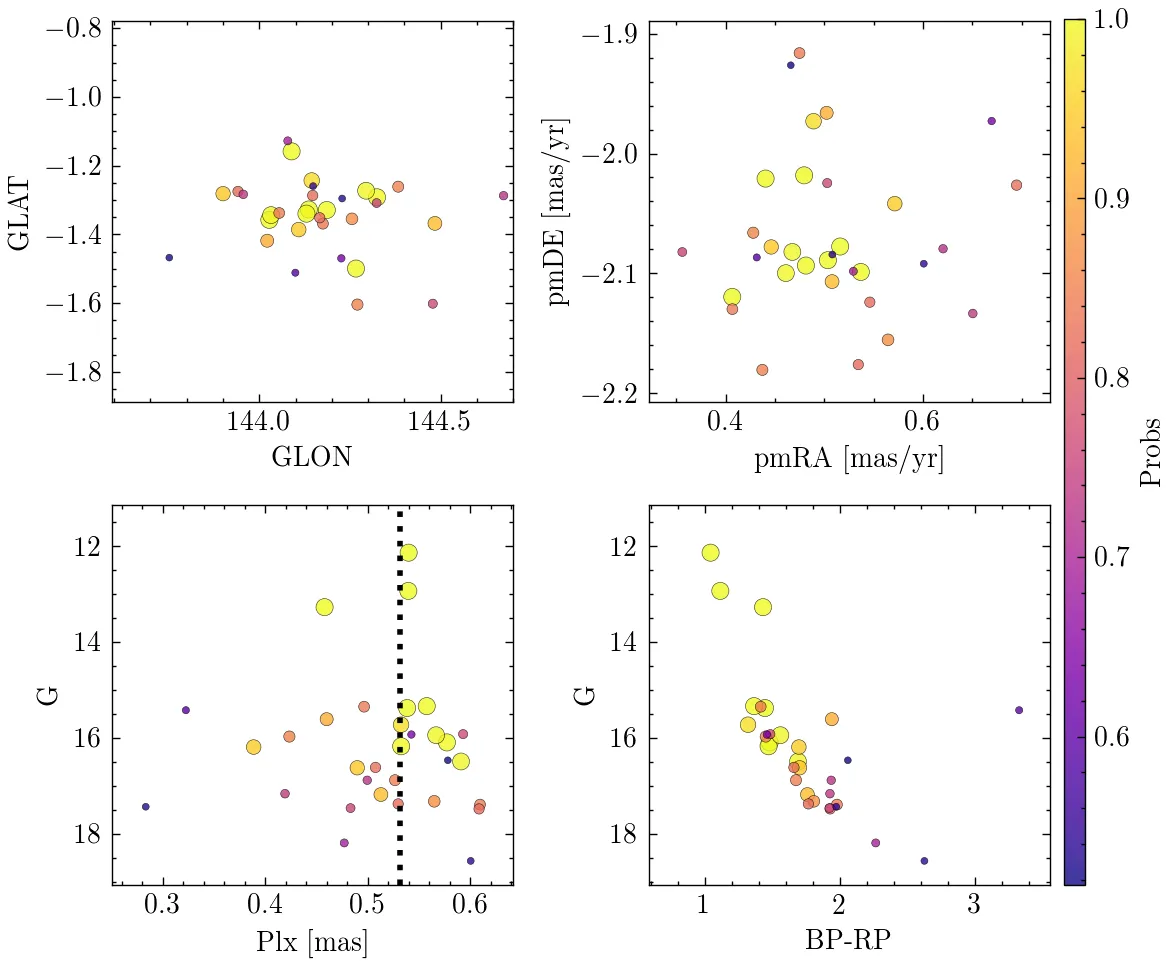 −0.8
−1.0
−1.2
−1.4
−1.6
−1.8
GLAT
144.0 144.5
GLON
−1.9
−2.0
−2.1
−2.2
pmDE [mas/yr]
0.4 0.6
pmRA [mas/yr]
1.0
0.9
0.8
0.7
0.6
Probs
12
14
16
18
G
0.3 0.4 0.5 0.6
Plx [mas]
12
14
16
18
G
1 2 3
BP-RP